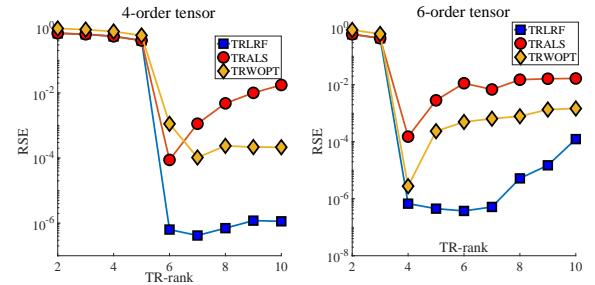 4-order tensor
RSE
10^0
10^-2
10^-4
10^-6
TRLRF
TRALS
TRWOPT
2 4 6 8 10
TR-rank
6-order tensor
RSE
10^0
10^-2
10^-4
10^-6
10^-8
TRLRF
TRALS
TRWOPT
TR-rank
2 4 6 8 10